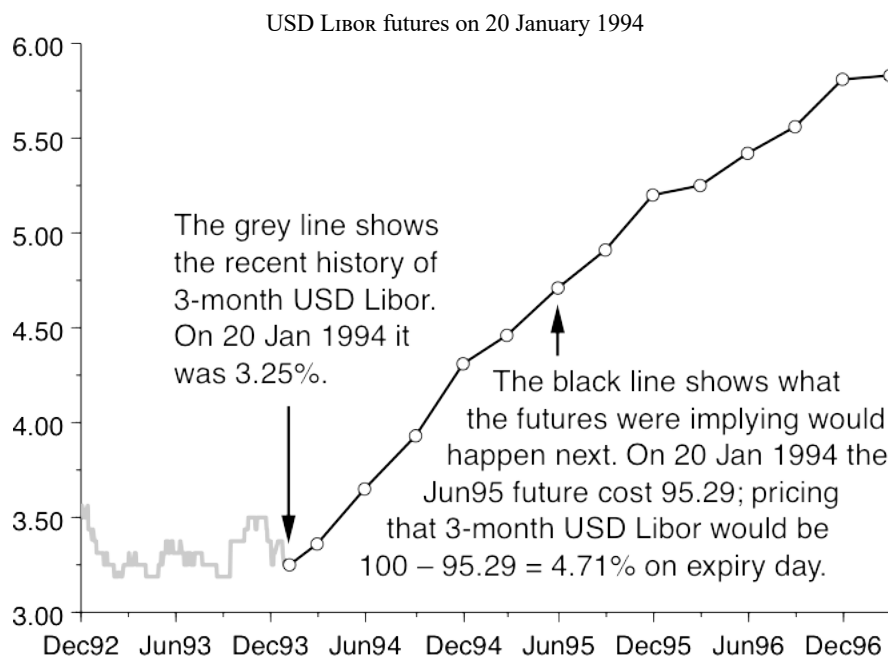 USD LIBOR futures on 20 January 1994
6.00
5.50
5.00
4.50
4.00
3.50
3.00
The grey line shows
the recent history of
3-month USD Libor.
On 20 Jan 1994 it
was 3.25%.
The black line shows what
the futures were implying would
happen next. On 20 Jan 1994 the
Jun95 future cost 95.29; pricing
that 3-month USD Libor would be
100 – 95.29 = 4.71% on expiry day.
Dec92 Jun93 Dec93 Jun94 Dec94 Jun95 Dec95 Jun96 Dec96